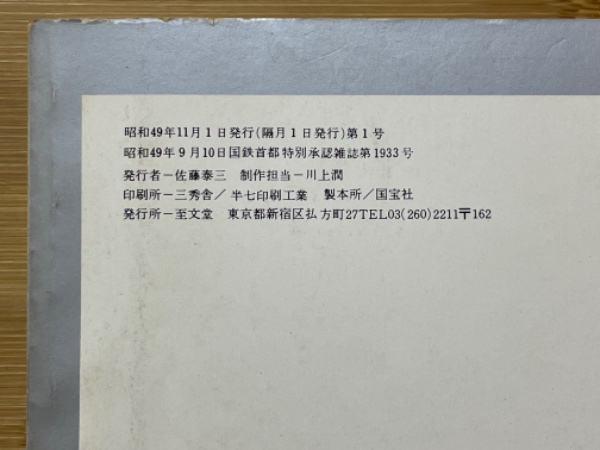 昭和49年11月1日発行(隔月1日発行)第1号
昭和49年9月10日国鉄首都特別承認雑誌第1933号
発行者－佐藤泰三　制作担当－川上潤
印刷所－三秀舎/半七印刷工業　製本所/国宝社
発行所－至文堂　東京都新宿区払方町27TEL03(260)2211〒162